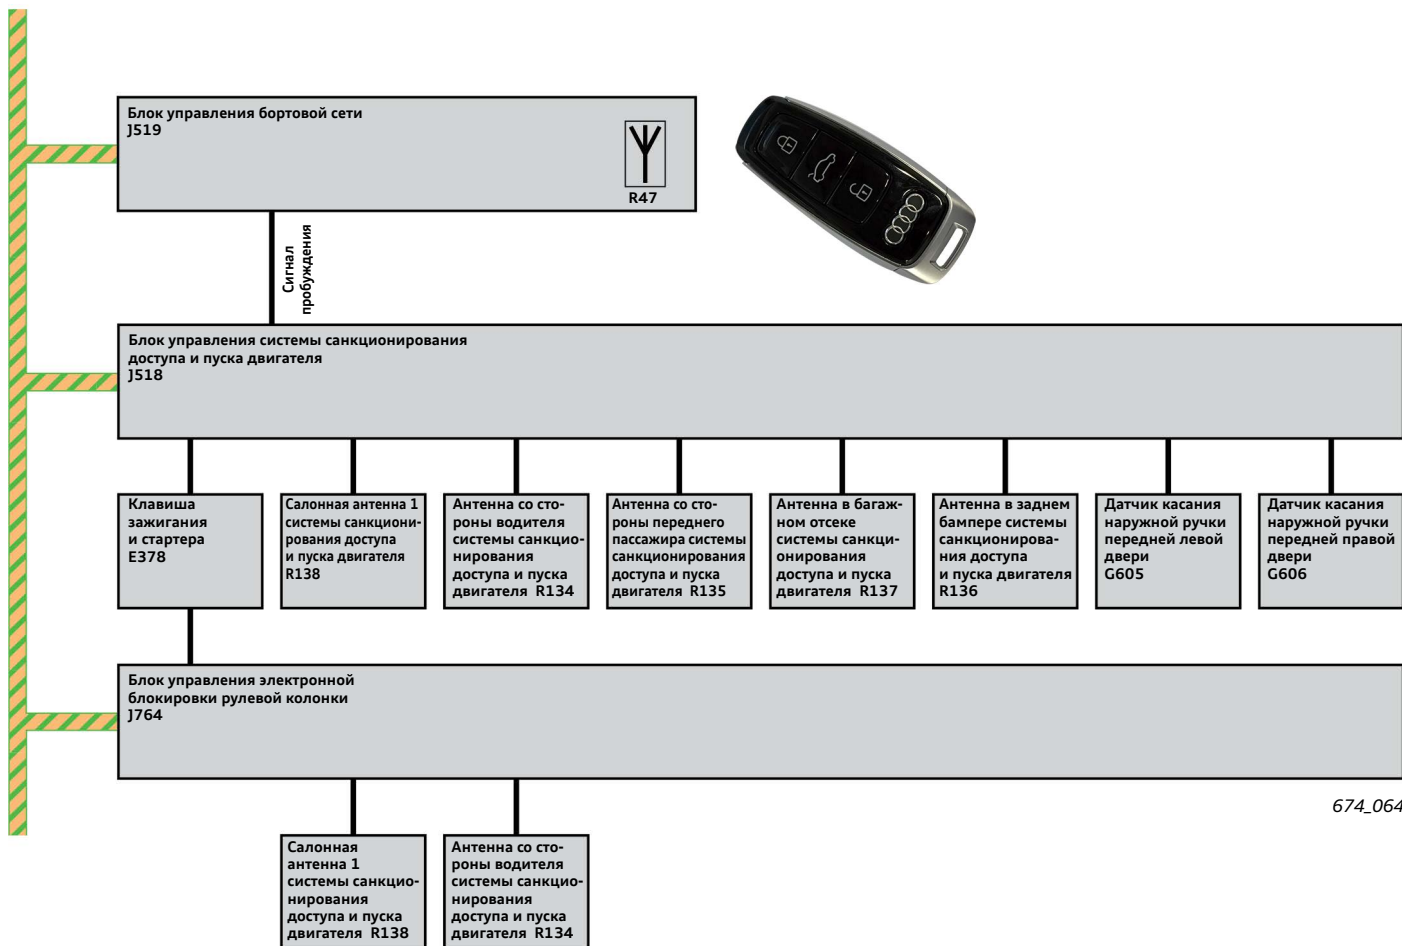 Блок управления бортовой сети
J519
R47
Сигнал
пробуждения
Блок управления системы санкционирования
доступа и пуска двигателя
J518
Клавиша
зажигания
и стартера
E378
Салонная антенна 1
системы санкциони-
рования доступа
и пуска двигателя
R138
Антенна со сто-
роны водителя
системы санкцио-
нирования
доступа и пуска
двигателя R134
Антенна со сто-
роны переднего
пассажира системы
санкционирования
доступа и пуска
двигателя R135
Антенна в багаж-
ном отсеке
системы санкци-
онирования
доступа и пуска
двигателя R137
Антенна в заднем
бампере системы
санкционирова-
ния доступа
и пуска двигателя
R136
Датчик касания
наружной ручки
передней левой
двери
G605
Датчик касания
наружной ручки
передней правой
двери
G606
Блок управления электронной
блокировки рулевой колонки
J764
674_064
Салонная
антенна 1
системы санкцио-
нирования
доступа и пуска
двигателя R138
Антенна со сто-
роны водителя
системы санкцио-
нирования
доступа и пуска
двигателя R134